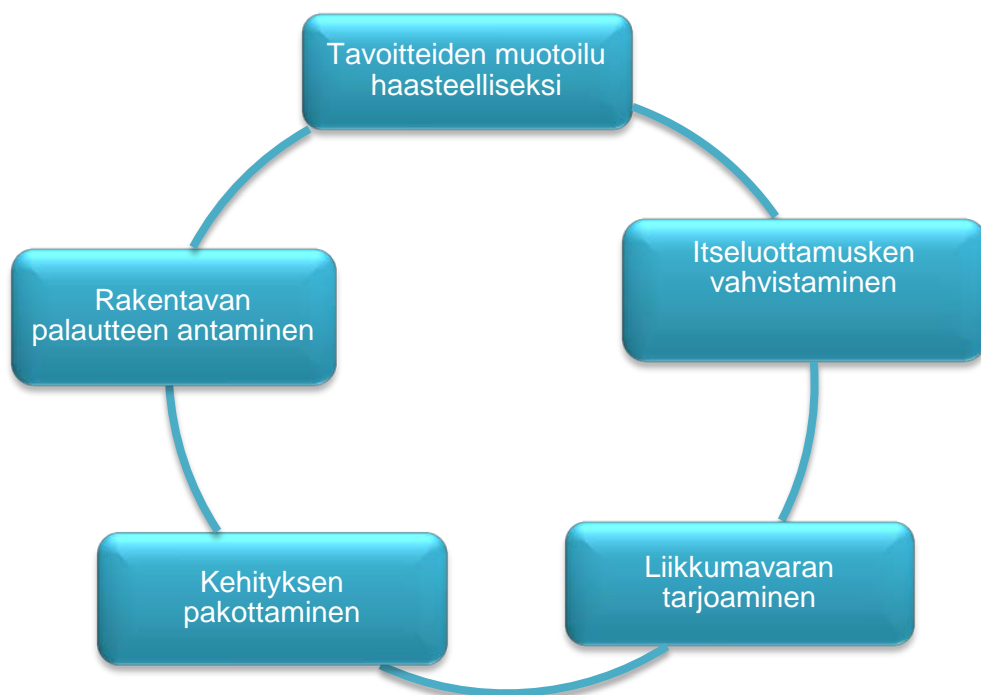 Tavoitteiden muotoilu
haasteelliseksi
Itseluottamusken
vahvistaminen
Liikkumavaran
tarjoaminen
Kehityksen
pakottaminen
Rakentavan
palautteen antaminen